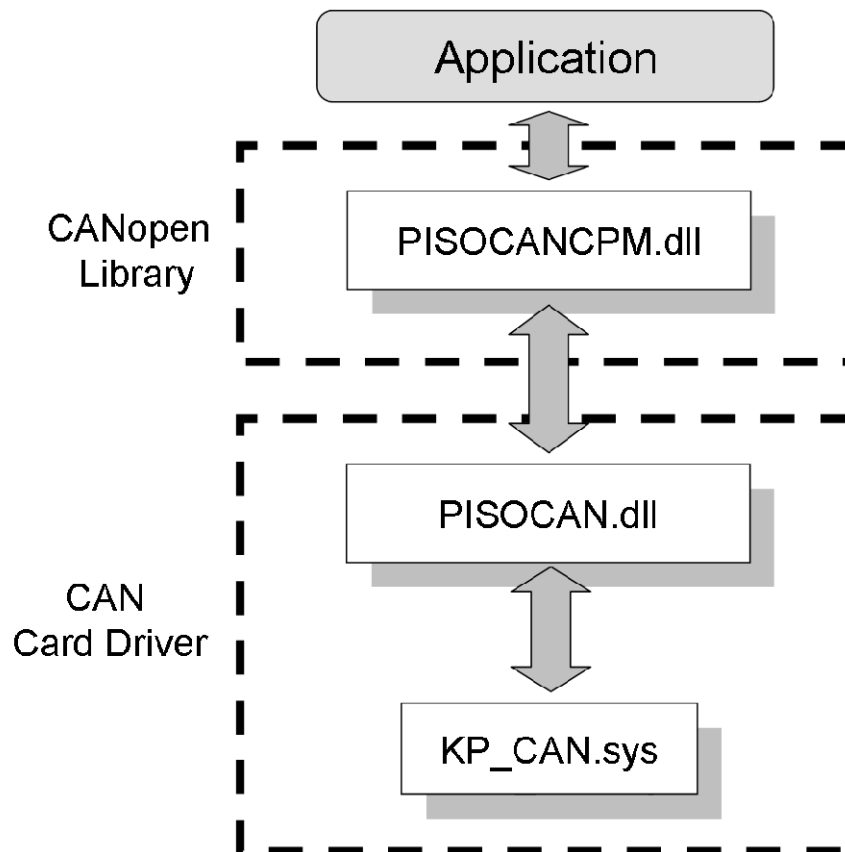 Application
CANopen
Library
PISOCANCPM.dll
PISOCAN.dll
CAN
Card Driver
KP_CAN.sys